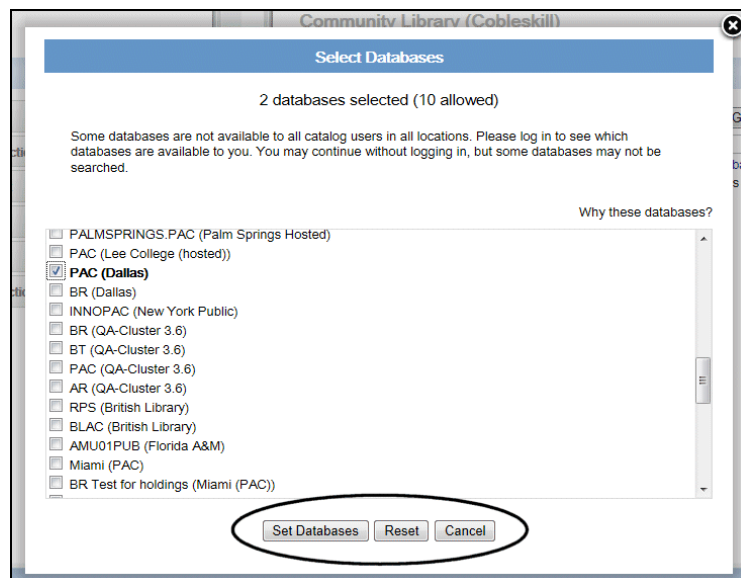 Community Library (Cobleskill)
Select Databases
2 databases selected (10 allowed)
Some databases are not available to all catalog users in all locations. Please log in to see which
databases are available to you. You may continue without logging in, but some databases may not be
searched.
Why these databases?
PALMSPRINGS.PAC (Palm Springs Hosted)
PAC (Lee College (hosted))
PAC (Dallas)
BR (Dallas)
INNOPAC (New York Public)
BR (QA-Cluster 3.6)
BT (QA-Cluster 3.6)
PAC (QA-Cluster 3.6)
AR (QA-Cluster 3.6)
RPS (British Library)
BLAC (British Library)
AMU01PUB (Florida A&M)
Miami (PAC)
BR Test for holdings (Miami (PAC))
Set Databases Reset Cancel